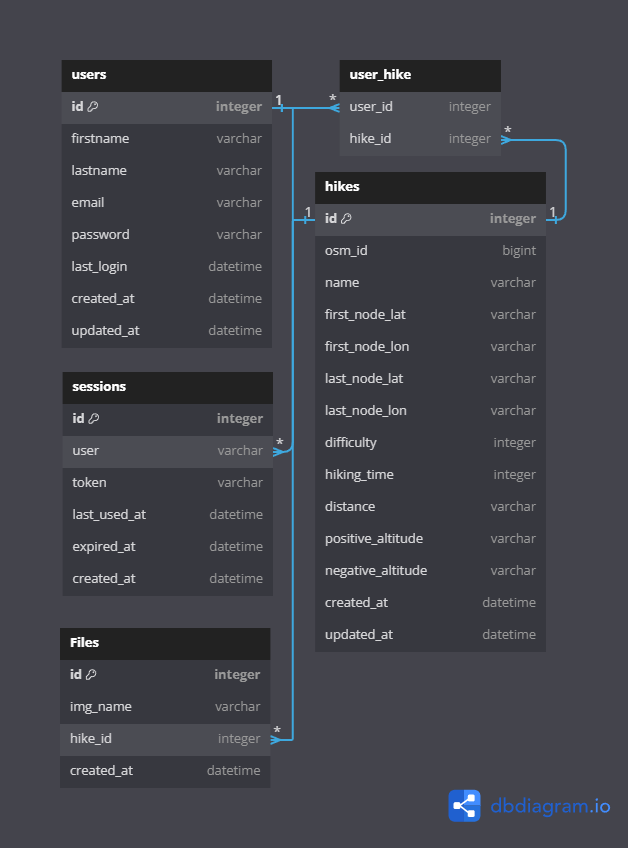 users
id integer
firstname varchar
lastname varchar
email varchar
password varchar
last_login datetime
created_at datetime
updated_at datetime
1
*
user_hike
user_id integer
hike_id integer
*
hikes
1
id integer
1
osm_id bigint
name varchar
first_node_lat varchar
first_node_lon varchar
last_node_lat varchar
last_node_lon varchar
difficulty integer
hiking_time integer
distance varchar
positive_altitude varchar
negative_altitude varchar
created_at datetime
updated_at datetime
sessions
id integer
user varchar
*
token varchar
last_used_at datetime
expired_at datetime
created_at datetime
Files
id integer
img_name varchar
hike_id integer
*
created_at datetime
dbdiagram.io